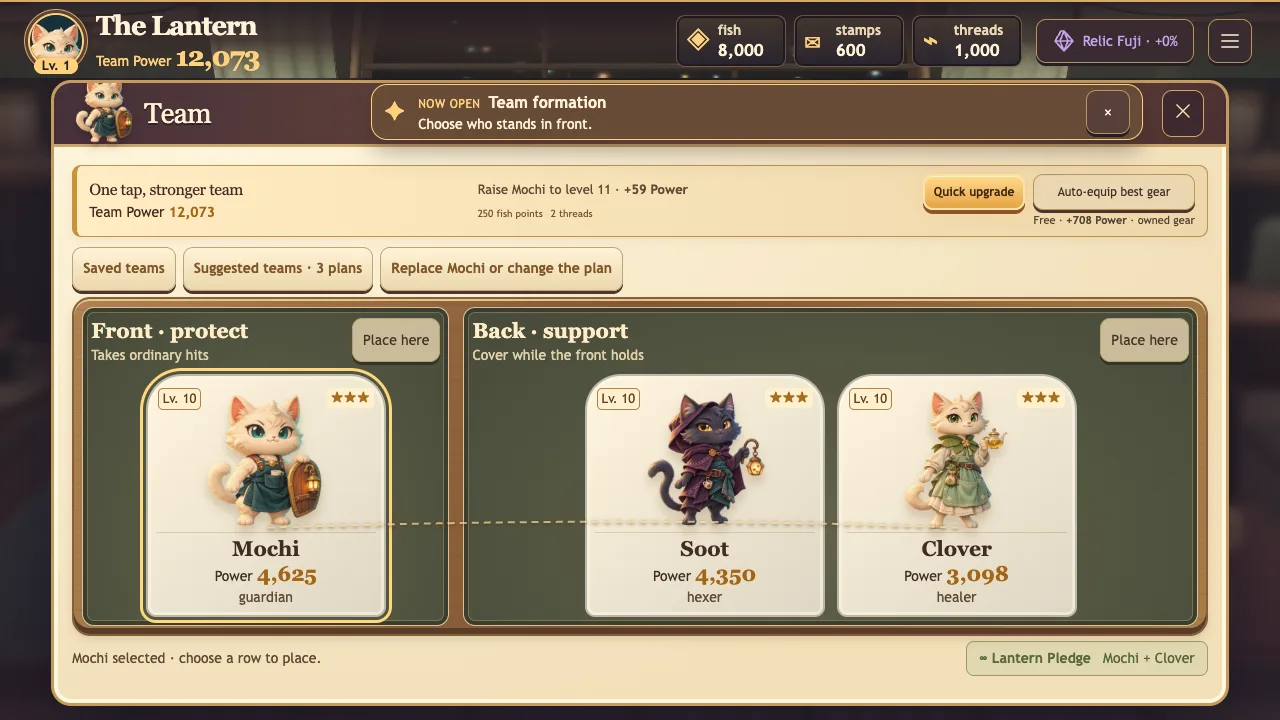 The Lantern
Team Power 12,073
Lv. 1
fish
8,000
stamps
600
threads
1,000
Relic Fuji · +0%
Team
NOW OPEN Team formation
Choose who stands in front.
×
One tap, stronger team
Team Power 12,073
Raise Mochi to level 11 · +59 Power
250 fish points 2 threads
Quick upgrade
Auto-equip best gear
Free · +708 Power · owned gear
Saved teams
Suggested teams · 3 plans
Replace Mochi or change the plan
Front · protect
Takes ordinary hits
Place here
Lv. 10
★★★
Mochi
Power 4,625
guardian
Back · support
Cover while the front holds
Place here
Lv. 10
★★★
Soot
Power 4,350
hexer
Lv. 10
★★★
Clover
Power 3,098
healer
Mochi selected · choose a row to place.
∞ Lantern Pledge Mochi + Clover